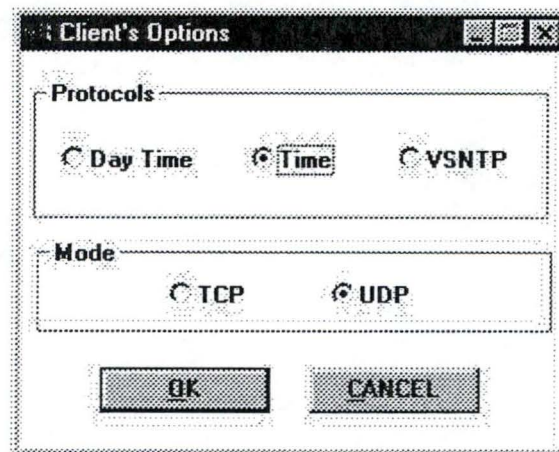 Client's Options
Protocols
Day Time Time VSNTP
Mode
TCP UDP
OK CANCEL